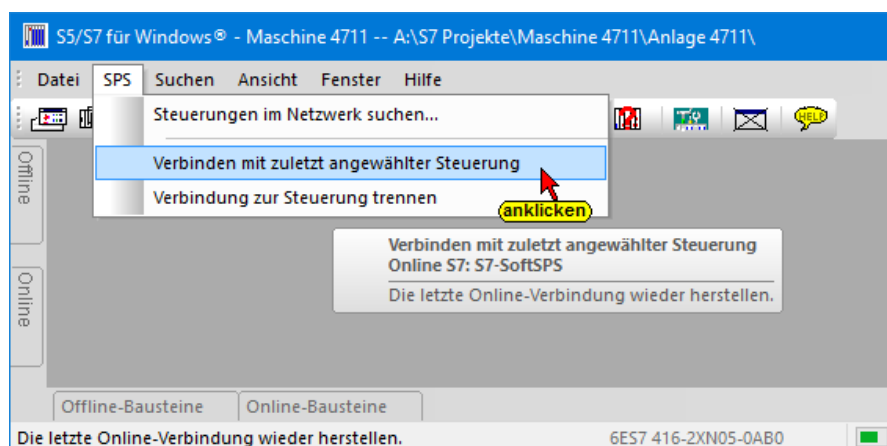 S5/S7 für Windows® - Maschine 4711 -- A:\S7 Projekte\Maschine 4711\Anlage 4711\
Datei SPS Suchen Ansicht Fenster Hilfe
Steuerungen im Netzwerk suchen...
HELP
Verbinden mit zuletzt angewählter Steuerung
Verbindung zur Steuerung trennen
anklicken
Verbinden mit zuletzt angewählter Steuerung
Online S7: S7-SoftSPS
Die letzte Online-Verbindung wieder herstellen.
Offline
Online
Offline-Bausteine Online-Bausteine
Die letzte Online-Verbindung wieder herstellen. 6ES7 416-2XN05-0AB0